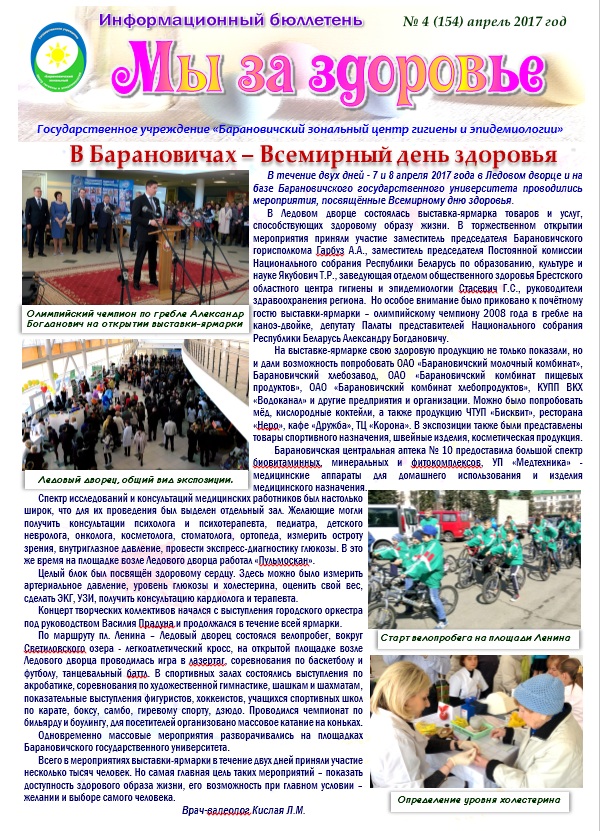 Информационный бюллетень
№ 4 (154) апрель 2017 год
Мы за здоровье
Государственное учреждение «Барановичский зональный центр гигиены и эпидемиологии»
В Барановичах – Всемирный день здоровья
В течение двух дней - 7 и 8 апреля 2017 года в Ледовом дворце и на
базе Барановичского государственного университета проводились
мероприятия, посвящённые Всемирному дню здоровья.
В Ледовом дворце состоялась выставка-ярмарка товаров и услуг,
способствующих здоровому образу жизни. В торжественном открытии
мероприятия приняли участие заместитель председателя Барановичского
горисполкома Гарбуз А.А., заместитель председателя Постоянной комиссии
Национального собрания Республики Беларусь по образованию, культуре и
науке Якубович Т.Р., заведующая отделом общественного здоровья Брестского
областного центра гигиены и эпидемиологии Стасевич Г.С., руководители
здравоохранения региона. Но особое внимание было приковано к почётному
гостю выставки-ярмарки – олимпийскому чемпиону 2008 года в гребле на
каноэ-двойке, депутату Палаты представителей Национального собрания
Республики Беларусь Александру Богдановичу.
На выставке-ярмарке свою здоровую продукцию не только показали, но
и дали возможность попробовать ОАО «Барановичский молочный комбинат»,
Барановичский хлебозавод, ОАО «Барановичский комбинат пищевых
продуктов», ОАО «Барановичский комбинат хлебопродуктов», КУПП ВКХ
«Водоканал» и другие предприятия и организации. Можно было попробовать
мёд, кислородные коктейли, а также продукцию ЧТУП «Бисквит», ресторана
«Неро», кафе «Дружба», ТЦ «Корона». В экспозиции также были представлены
товары спортивного назначения, швейные изделия, косметическая продукция.
Барановичская центральная аптека № 10 предоставила большой спектр
биовитаминных, минеральных и фитокомплексов, УП «Медтехника» -
медицинские аппараты для домашнего использования и изделия
медицинского назначения.
Олимпийский чемпион по гребле Александр
Богданович на открытии выставки-ярмарки
Ледовый дворец, общий вид экспозиции.
Спектр исследований и консультаций медицинских работников был настолько
широк, что для их проведения был выделен отдельный зал. Желающие могли
получить консультации психолога и психотерапевта, педиатра, детского
невролога, онколога, косметолога, стоматолога, ортопеда, измерить остроту
зрения, внутриглазное давление, провести экспресс-диагностику глюкозы. В это
же время на площадке возле Ледового дворца работал «Пульмоскан».
Целый блок был посвящён здоровому сердцу. Здесь можно было измерить
артериальное давление, уровень глюкозы и холестерина, оценить свой вес,
сделать ЭКГ, УЗИ, получить консультацию кардиолога и терапевта.
Концерт творческих коллективов начался с выступления городского оркестра
под руководством Василия Прадуна и продолжался в течение всей ярмарки.
По маршруту пл. Ленина – Ледовый дворец состоялся велопробег, вокруг
Светиловского озера - легкоатлетический кросс, на открытой площадке возле
Ледового дворца проводилась игра в лазертаг, соревнования по баскетболу и
футболу, танцевальный баттл. В спортивных залах состоялись выступления по
акробатике, соревнования по художественной гимнастике, шашкам и шахматам,
показательные выступления фигуристов, хоккеистов, учащихся спортивных школ
по карате, боксу, самбо, гиревому спорту, дзюдо. Проводился чемпионат по
бильярду и боулингу, для посетителей организовано массовое катание на коньках.
Одновременно массовые мероприятия разворачивались на площадках
Барановичского государственного университета.
Всего в мероприятиях выставки-ярмарки в течение двух дней приняли участие
несколько тысяч человек. Но самая главная цель таких мероприятий – показать
доступность здорового образа жизни, его возможность при главном условии –
желании и выборе самого человека.
Врач-валеолог Кислая Л.М.
Старт велопробега на площади Ленина
Определение уровня холестерина